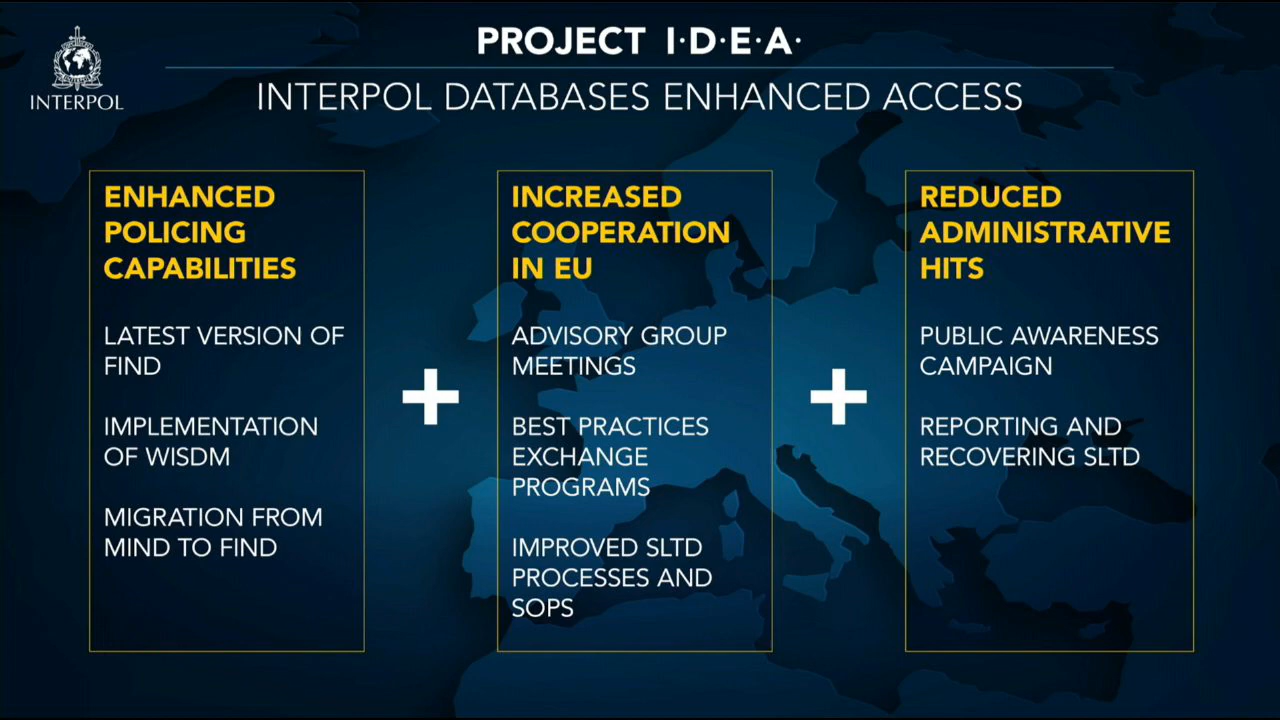 INTERPOL
PROJECT I·D·E·A·
INTERPOL DATABASES ENHANCED ACCESS
ENHANCED
POLICING
CAPABILITIES
LATEST VERSION OF
FIND
IMPLEMENTATION
OF WISDM
MIGRATION FROM
MIND TO FIND
+
INCREASED
COOPERATION
IN EU
ADVISORY GROUP
MEETINGS
BEST PRACTICES
EXCHANGE
PROGRAMS
IMPROVED SLTD
PROCESSES AND
SOPS
+
REDUCED
ADMINISTRATIVE
HITS
PUBLIC AWARENESS
CAMPAIGN
REPORTING AND
RECOVERING SLTD